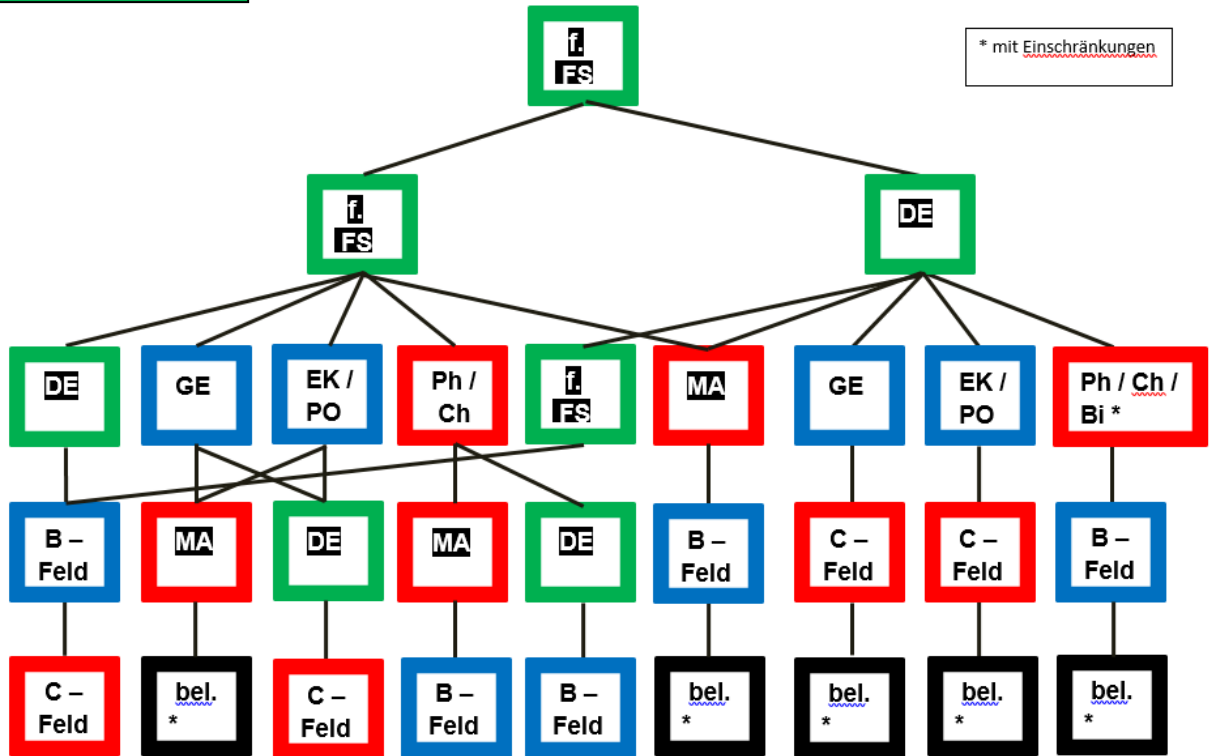 f.
FS
* mit Einschränkungen
f.
FS
DE
DE
GE
EK /
PO
Ph /
Ch
f.
FS
MA
GE
EK /
PO
Ph / Ch /
Bi *
B –
Feld
MA
DE
MA
DE
B –
Feld
C –
Feld
C –
Feld
B –
Feld
C –
Feld
bel.
*
C –
Feld
B –
Feld
B –
Feld
bel.
*
bel.
*
bel.
*
bel.
*